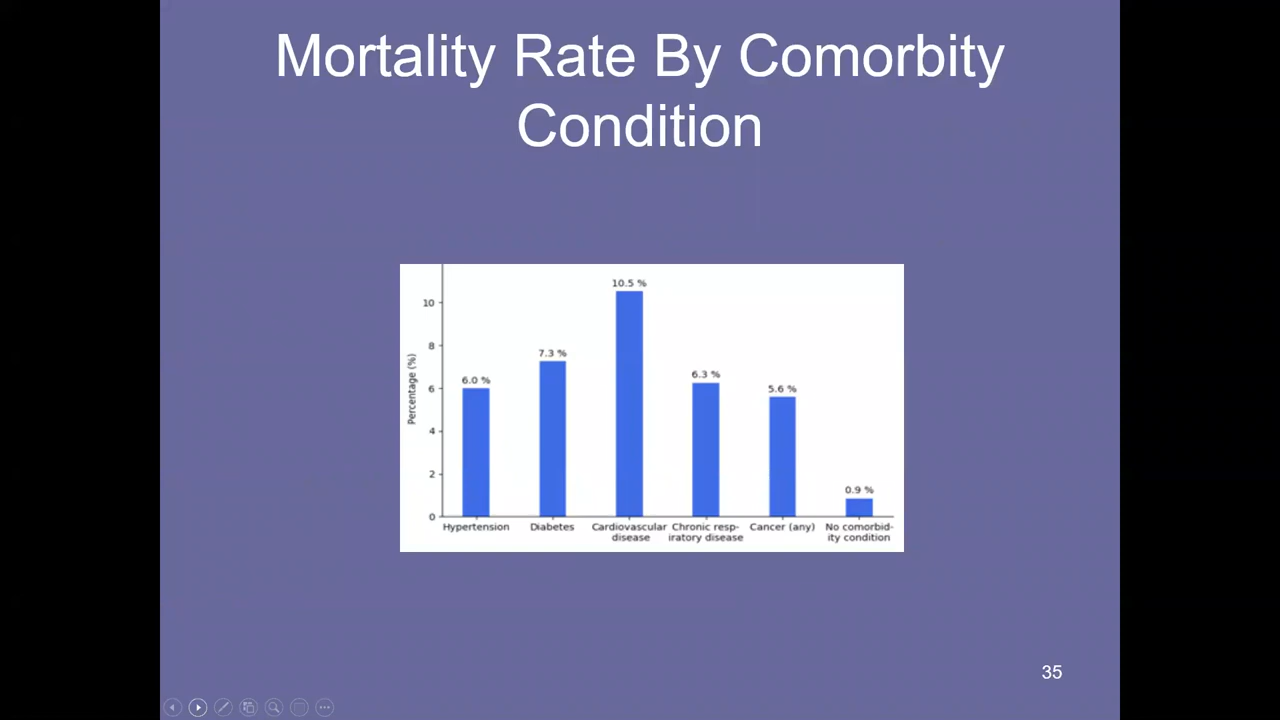 Mortality Rate By Comorbity
Condition
10.5 %
10
8
7.3 %
6.3 %
6.0 %
5.6 %
6
Percentage (%)
4
2
0.9 %
0
Hypertension Diabetes Cardiovascular Chronic resp- Cancer (any) No comorbid-
disease iratory disease ity condition
35